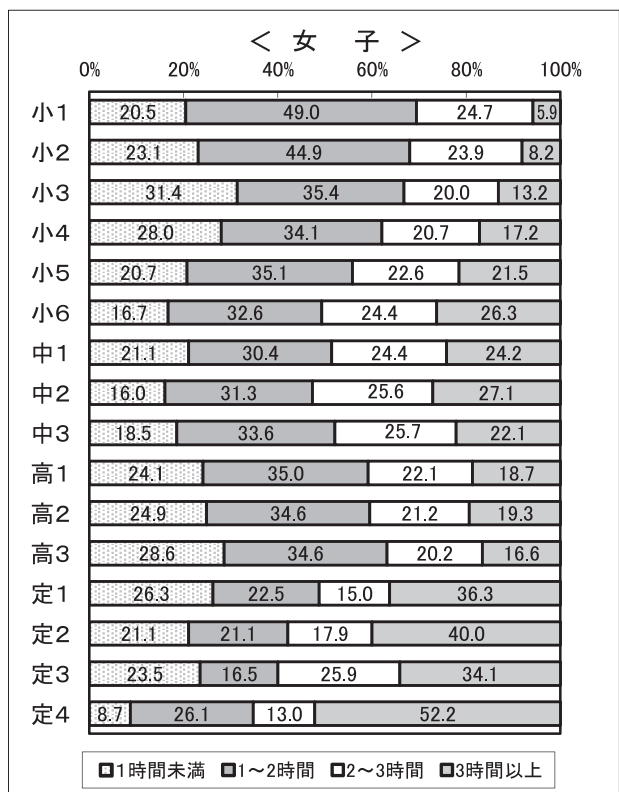 ＜ 女 子 ＞
0% 20% 40% 60% 80% 100%
小1 20.5 49.0 24.7 5.9
小2 23.1 44.9 23.9 8.2
小3 31.4 35.4 20.0 13.2
小4 28.0 34.1 20.7 17.2
小5 20.7 35.1 22.6 21.5
小6 16.7 32.6 24.4 26.3
中1 21.1 30.4 24.4 24.2
中2 16.0 31.3 25.6 27.1
中3 18.5 33.6 25.7 22.1
高1 24.1 35.0 22.1 18.7
高2 24.9 34.6 21.2 19.3
高3 28.6 34.6 20.2 16.6
定1 26.3 22.5 15.0 36.3
定2 21.1 21.1 17.9 40.0
定3 23.5 16.5 25.9 34.1
定4 8.7 26.1 13.0 52.2
1時間未満 1～2時間 2～3時間 3時間以上